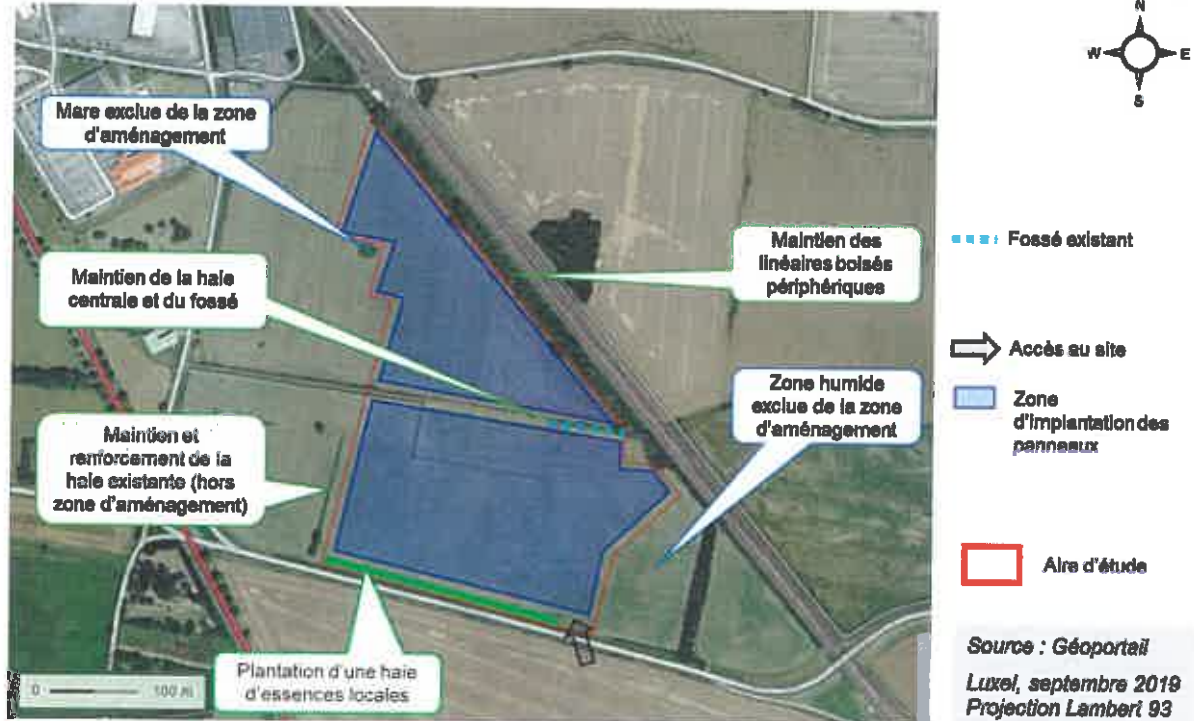 N
W
E
S
Mare exclue de la zone
d'aménagement
Maintien de la haie
centrale et du fossé
Maintien des
linéaires boisés
périphériques
Zone humide
exclue de la zone
d'aménagement
Maintien et
renforcement de la
haie existante (hors
zone d'aménagement)
Plantation d'une haie
d'essences locales
0
100 m
Fossé existant
Accès au site
Zone
d'implantation des
panneaux
Aire d'étude
Source : Géoportail
Luxel, septembre 2019
Projection Lambert 93